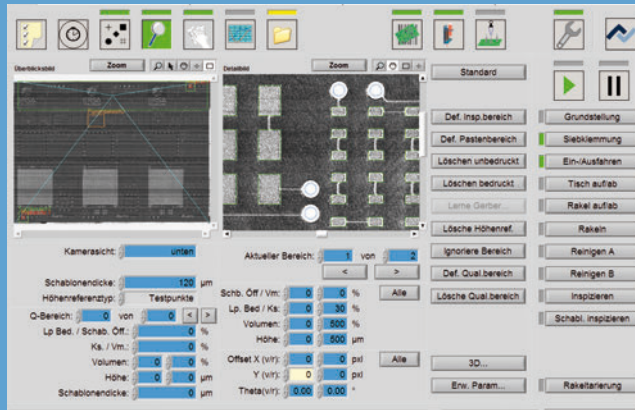 Überblicksbild
Zoom
Detailbild
Zoom
Standard
Def. Insp.bereich
Def. Pastenbereich
Löschen unbedruckt
Löschen bedruckt
Lerne Gerber...
Lösche Höhenref.
Ignoriere Bereich
Def. Qual.bereich
Lösche Qual.bereich
3D...
Erw. Param...
Grundstellung
Siebklemmung
Ein-/Ausfahren
Tisch auf/ab
Rakel auf/ab
Rakeln
Reinigen A
Reinigen B
Inspizieren
Schabl. inspizieren
Rakeltarierung
Kamerasicht: unten
Schablonendicke: 120 µm
Höhenreferenztyp: Testpunkte
Q-Bereich: 0 von 0 < >
Lp Bed. / Schab. Öff.: 0 %
Ks. / Vm.: 0 %
Volumen: 0 0 %
Höhe: 0 0 µm
Schablonendicke: 0 µm
Aktueller Bereich: 1 von 2
< >
Schb. Öff / Vm: 0 0 % Alle
Lp. Bed / Ks: 0 30 %
Volumen: 0 500 %
Höhe: 0 500 µm
Offset X (v/r): 0 0 pxl Alle
Y (v/r): 0 0 pxl
Theta(v/r): 0.00 0.00 °